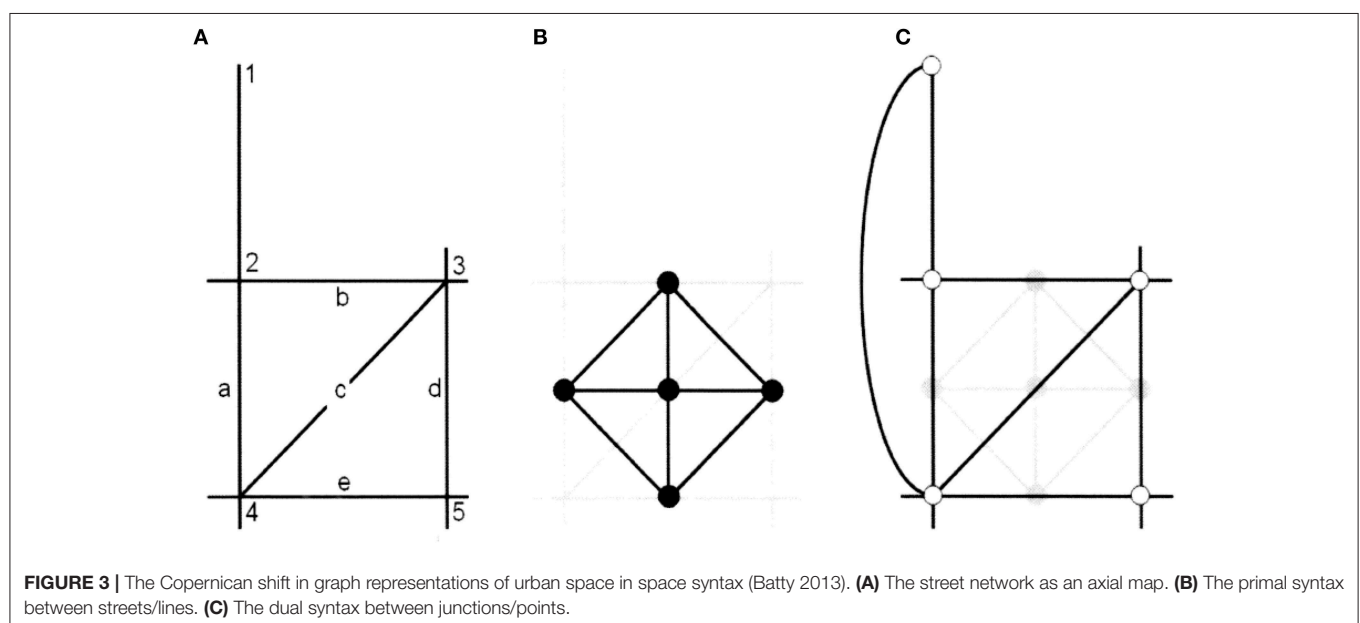 A
B
C
1
2
3
b
a
c
d
e
4
5
FIGURE 3 | The Copernican shift in graph representations of urban space in space syntax (Batty 2013). (A) The street network as an axial map. (B) The primal syntax
between streets/lines. (C) The dual syntax between junctions/points.